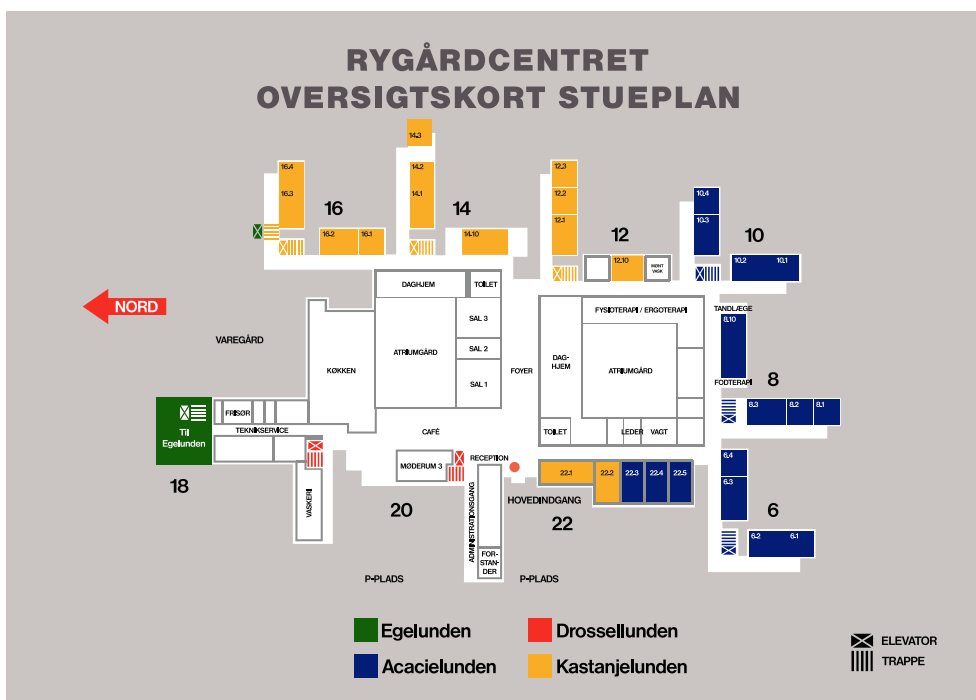 RYGÅRDCENTRET
OVERSIGTSKORT STUEPLAN
14.3
16.4
14.2
12.3
16.3
14.1
12.2
10.4
16
14
12.1
10.3
16.2
16.1
14.10
12
10
12.10
MØNT
VASK
10.2
10.1
NORD
DAGHJEM
TOILET
FYSIOTERAPI / ERGOTERAPI
TANDLÆGE
8.10
VAREGÅRD
SAL 3
ATRIUMGÅRD
SAL 2
KØKKEN
FOYER
DAG-
HJEM
ATRIUMGÅRD
SAL 1
FODTERAPI
8
8.3
8.2
8.1
FRISØR
TEKNIKSERVICE
Til
Egelunden
CAFÉ
TOILET
LEDER
VAGT
18
MØDERUM 3
RECEPTION
22.1
22.2
22.3
22.4
22.5
6.4
6.3
VASKERI
20
ADMINISTRATIONSGANG
HOVEDINDGANG
22
6
6.2
6.1
FOR-
STAN-
DER
P-PLADS
P-PLADS
Egelunden
Drossellunden
Acacielunden
Kastanjelunden
ELEVATOR
TRAPPE